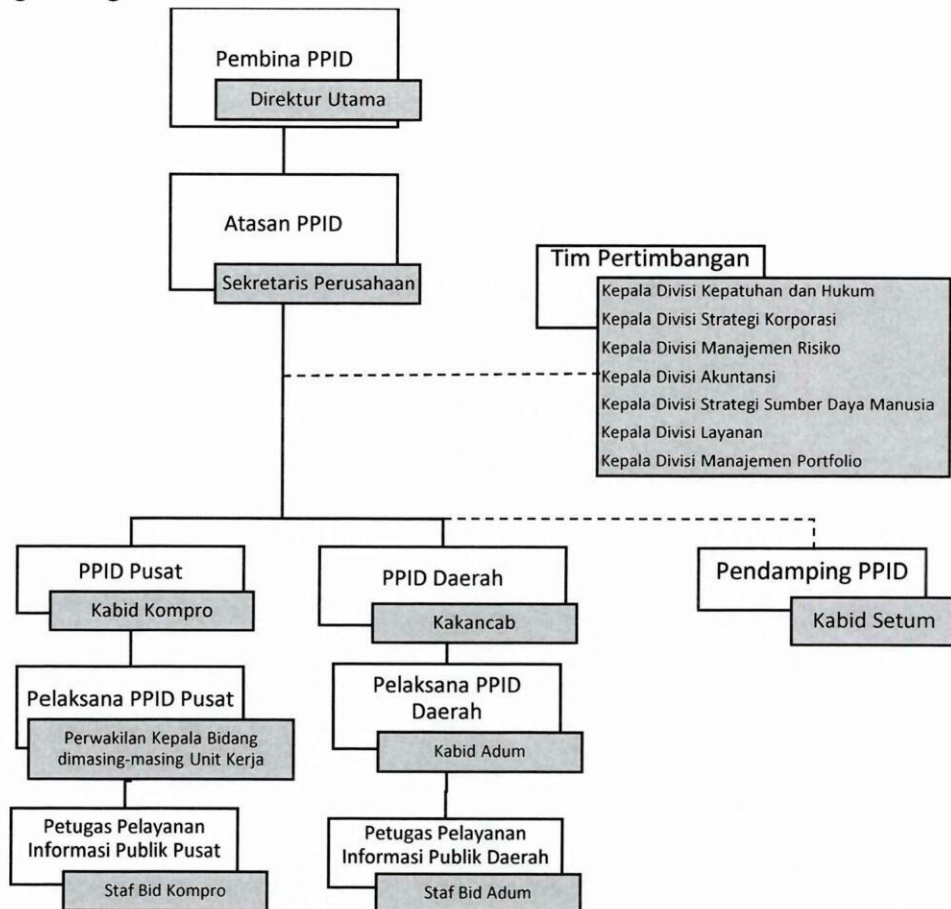 Pembina PPID
Direktur Utama
Atasan PPID
Sekretaris Perusahaan
Tim Pertimbangan
Kepala Divisi Kepatuhan dan Hukum
Kepala Divisi Strategi Korporasi
Kepala Divisi Manajemen Risiko
Kepala Divisi Akuntansi
Kepala Divisi Strategi Sumber Daya Manusia
Kepala Divisi Layanan
Kepala Divisi Manajemen Portfolio
PPID Pusat
Kabid Kompro
PPID Daerah
Kakancab
Pendamping PPID
Kabid Setum
Pelaksana PPID Pusat
Perwakilan Kepala Bidang
dimasing-masing Unit Kerja
Pelaksana PPID
Daerah
Kabid Adum
Petugas Pelayanan
Informasi Publik Pusat
Staf Bid Kompro
Petugas Pelayanan
Informasi Publik Daerah
Staf Bid Adum